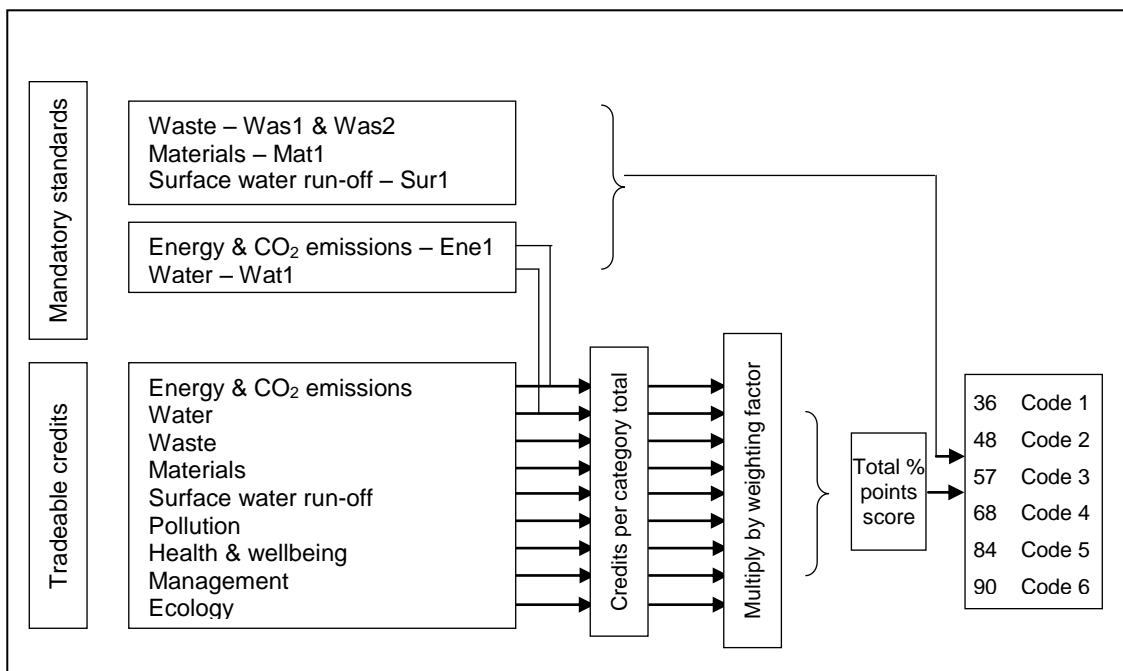 Mandatory standards
Waste – Was1 & Was2
Materials – Mat1
Surface water run-off – Sur1
Energy & CO₂ emissions – Ene1
Water – Wat1
Tradeable credits
Energy & CO₂ emissions
Water
Waste
Materials
Surface water run-off
Pollution
Health & wellbeing
Management
Ecology
Credits per category total
Multiply by weighting factor
Total %
points
score
36 Code 1
48 Code 2
57 Code 3
68 Code 4
84 Code 5
90 Code 6